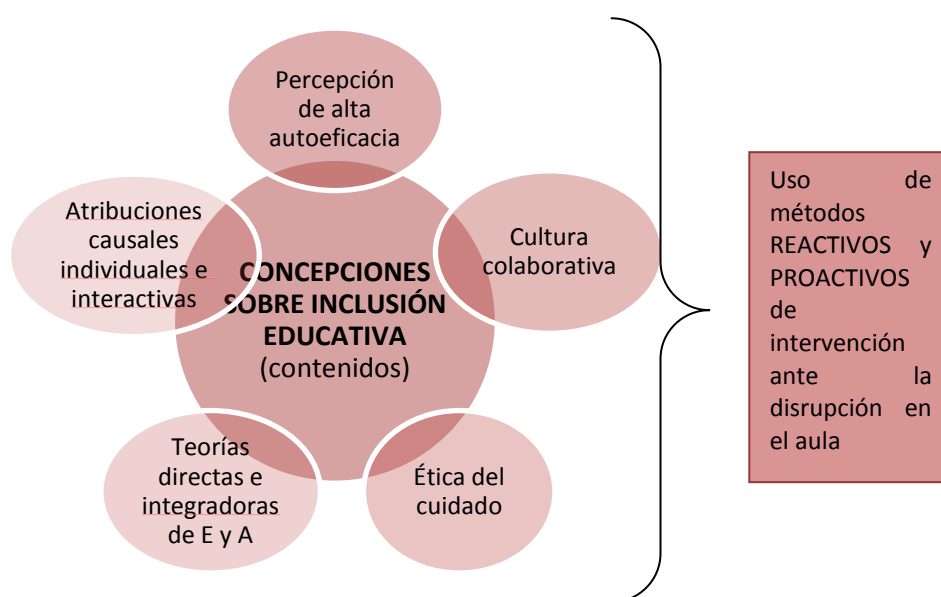 Percepción
de alta
autoeficacia
Atribuciones
causales
individuales e
interactivas
Cultura
colaborativa
CONCEPCIONES
SOBRE INCLUSIÓN
EDUCATIVA
(contenidos)
Teorías
directas e
integradoras
de E y A
Ética del
cuidado
Uso de
métodos
REACTIVOS y
PROACTIVOS
de
intervención
ante la
disrupción en
el aula